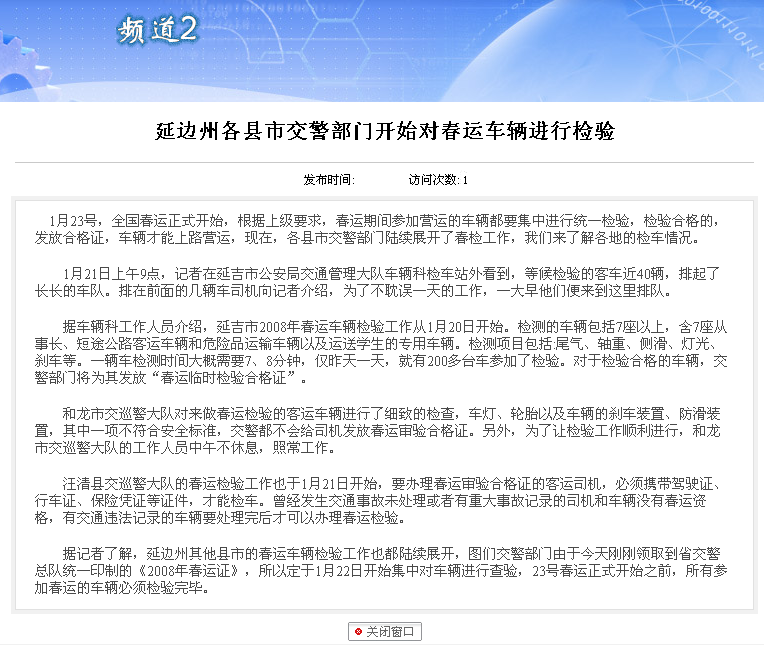 频道2
延边州各县市交警部门开始对春运车辆进行检验
发布时间: 访问次数: 1
1月23号，全国春运正式开始，根据上级要求，春运期间参加营运的车辆都要集中进行统一检验，检验合格的，
发放合格证，车辆才能上路营运，现在，各县市交警部门陆续展开了春检工作，我们来了解各地的检车情况。
1月21日上午9点，记者在延吉市公安局交通管理大队车辆科检车站外看到，等候检验的客车近40辆，排起了
长长的车队。排在前面的几辆车司机向记者介绍，为了不耽误一天的工作，一大早他们便来到这里排队。
据车辆科工作人员介绍，延吉市2008年春运车辆检验工作从1月20日开始。检测的车辆包括7座以上，含7座从
事长、短途公路客运车辆和危险品运输车辆以及运送学生的专用车辆。检测项目包括:尾气、轴重、侧滑、灯光、
刹车等。一辆车检测时间大概需要7、8分钟，仅昨天一天，就有200多台车参加了检验。对于检验合格的车辆，交
警部门将为其发放“春运临时检验合格证”。
和龙市交巡警大队对来做春运检验的客运车辆进行了细致的检查，车灯、轮胎以及车辆的刹车装置、防滑装
置，其中一项不符合安全标准，交警都不会给司机发放春运审验合格证。另外，为了让检验工作顺利进行，和龙
市交巡警大队的工作人员中午不休息，照常工作。
汪清县交巡警大队的春运检验工作也于1月21日开始，要办理春运审验合格证的客运司机，必须携带驾驶证、
行车证、保险凭证等证件，才能检车。曾经发生交通事故未处理或者有重大事故记录的司机和车辆没有春运资
格，有交通违法记录的车辆要处理完后才可以办理春运检验。
据记者了解，延边州其他县市的春运车辆检验工作也都陆续展开，图们交警部门由于今天刚刚领取到省交警
总队统一印制的《2008年春运证》，所以定于1月22日开始集中对车辆进行查验，23号春运正式开始之前，所有参
加春运的车辆必须检验完毕。
关闭窗口